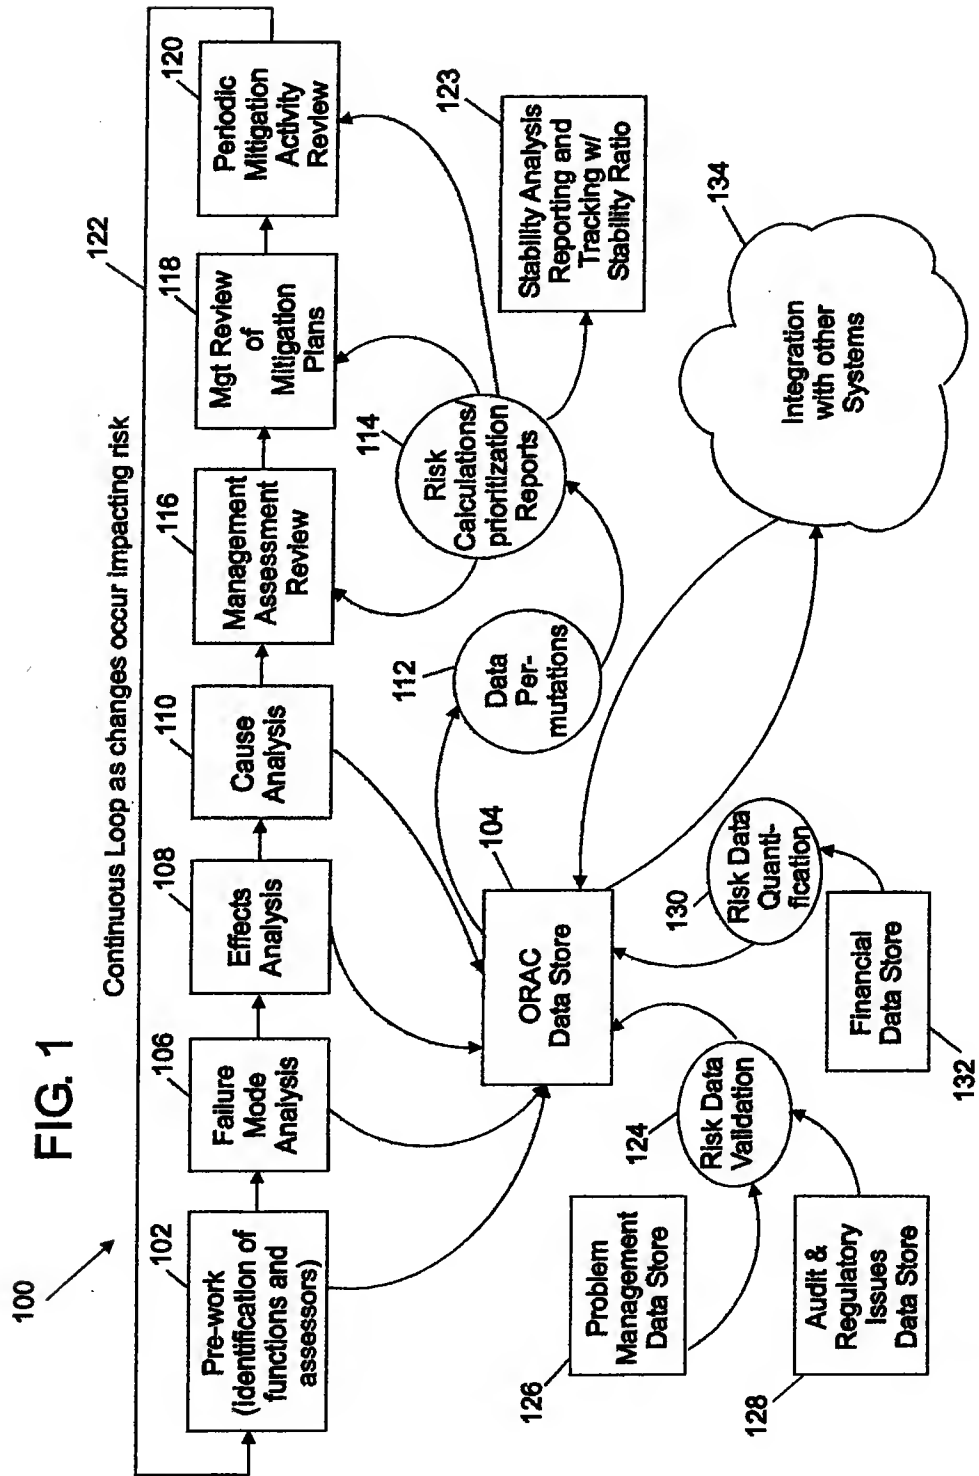 FIG. 1
100
Continuous Loop as changes occur impacting risk
122
102
Pre-work
(identification of
functions and
assessors)
106
Failure
Mode
Analysis
108
Effects
Analysis
110
Cause
Analysis
116
Management
Assessment
Review
118
Mgt Review
of
Mitigation
Plans
120
Periodic
Mitigation
Activity
Review
104
ORAC
Data Store
112
Data
Per-
mutations
114
Risk
Calculations/
prioritization
Reports
123
Stability Analysis
Reporting and
Tracking w/
Stability Ratio
126
Problem
Management
Data Store
128
Audit &
Regulatory
Issues
Data Store
124
Risk Data
Validation
130
Risk Data
Quanti-
fication
132
Financial
Data Store
134
Integration
with other
Systems